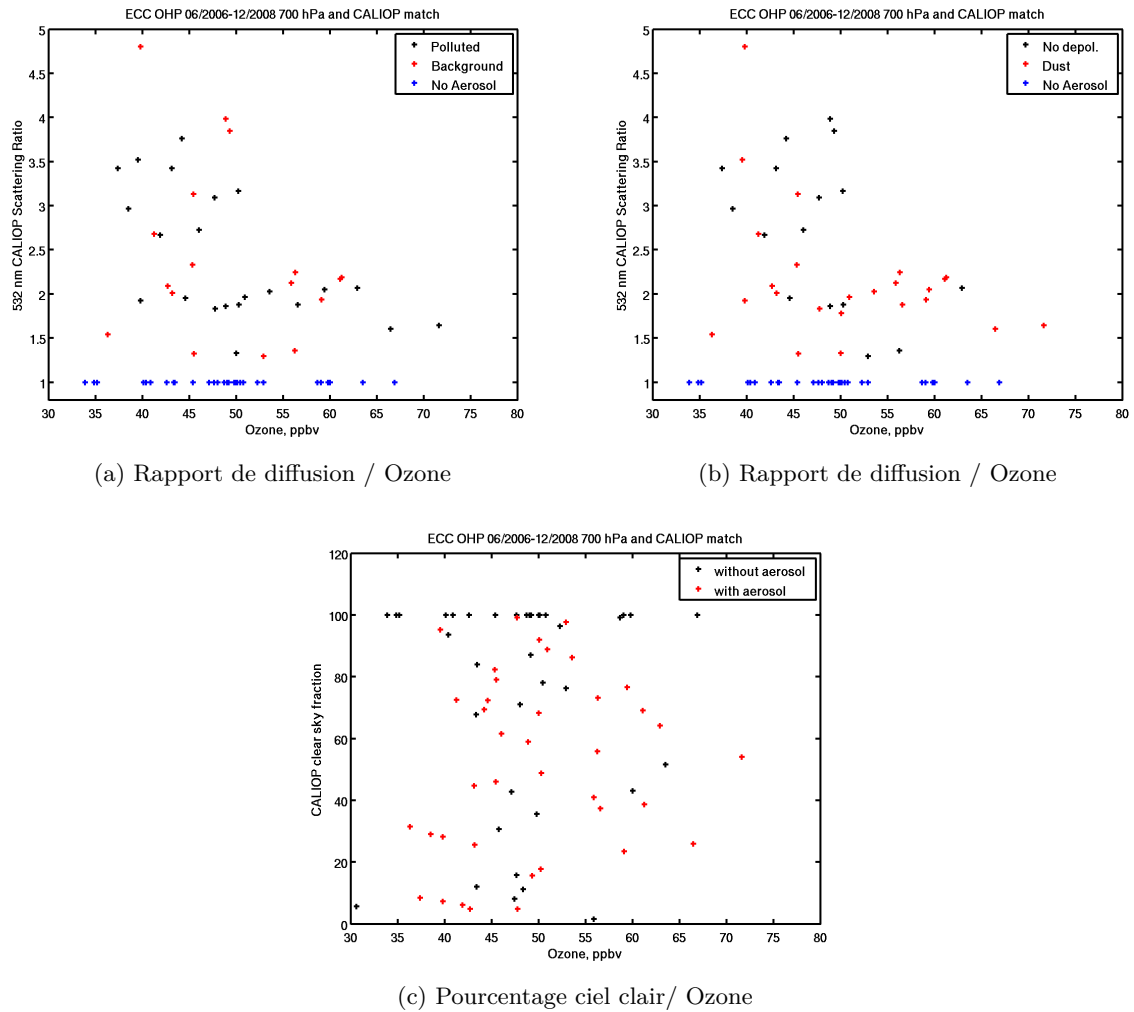 ECC OHP 06/2006-12/2008 700 hPa and CALIOP match
5
4.5
4
3.5
3
2.5
2
1.5
1
532 nm CALIOP Scattering Ratio
Polluted
Background
No Aerosol
30 35 40 45 50 55 60 65 70 75 80
Ozone, ppbv
(a) Rapport de diffusion / Ozone
ECC OHP 06/2006-12/2008 700 hPa and CALIOP match
5
4.5
4
3.5
3
2.5
2
1.5
1
532 nm CALIOP Scattering Ratio
No depol.
Dust
No Aerosol
30 35 40 45 50 55 60 65 70 75 80
Ozone, ppbv
(b) Rapport de diffusion / Ozone
ECC OHP 06/2006-12/2008 700 hPa and CALIOP match
120
100
80
60
40
20
0
CALIOP clear sky fraction
without aerosol
with aerosol
30 35 40 45 50 55 60 65 70 75 80
Ozone, ppbv
(c) Pourcentage ciel clair/ Ozone